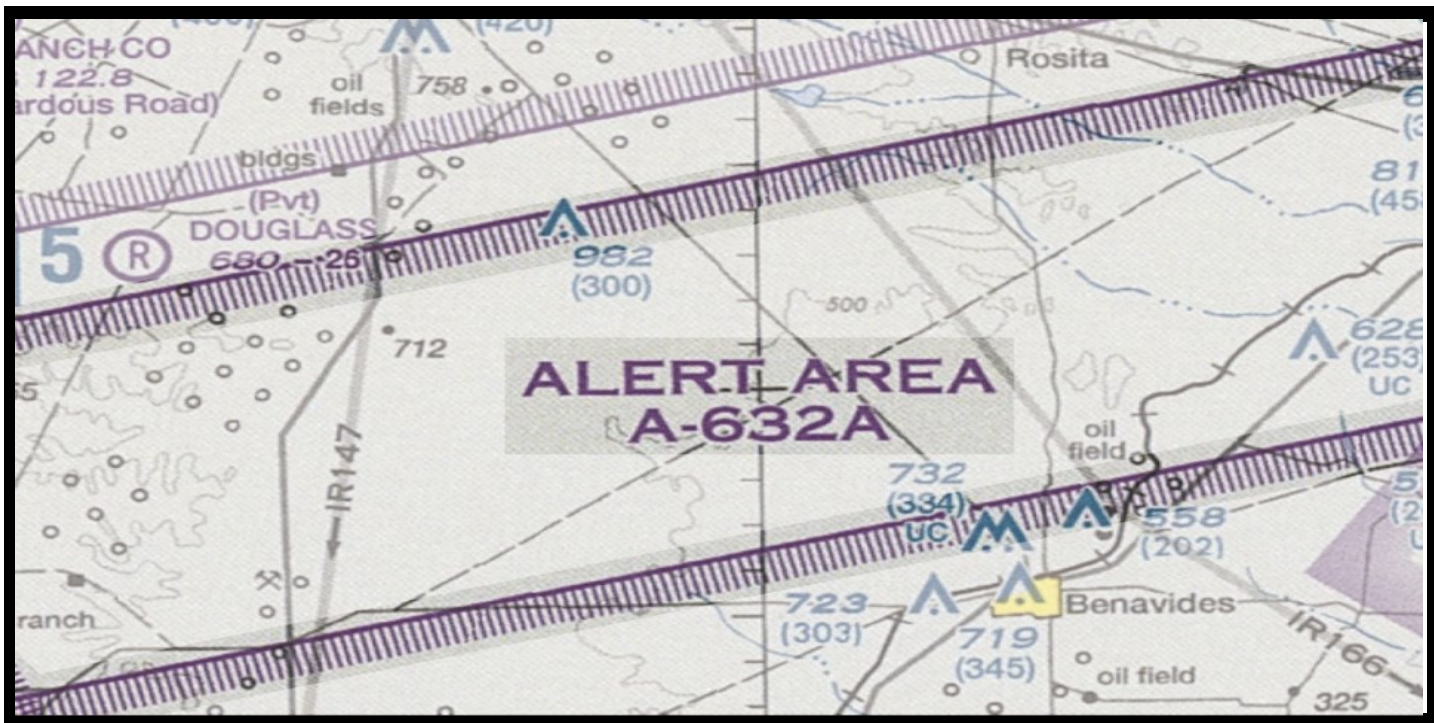 (420)
ANCH CO
122.8
ardous Road)
oil
fields
758
Rosita
bldgs
(Pvt)
DOUGLASS
680 - 26
5
R
982
(300)
81
500
712
628
(253)
UC
ALERT AREA
A-632A
IR147
oil
field
732
(334)
UC
558
(202)
723
(303)
Benavides
719
(345)
ranch
IR166
oil field
325